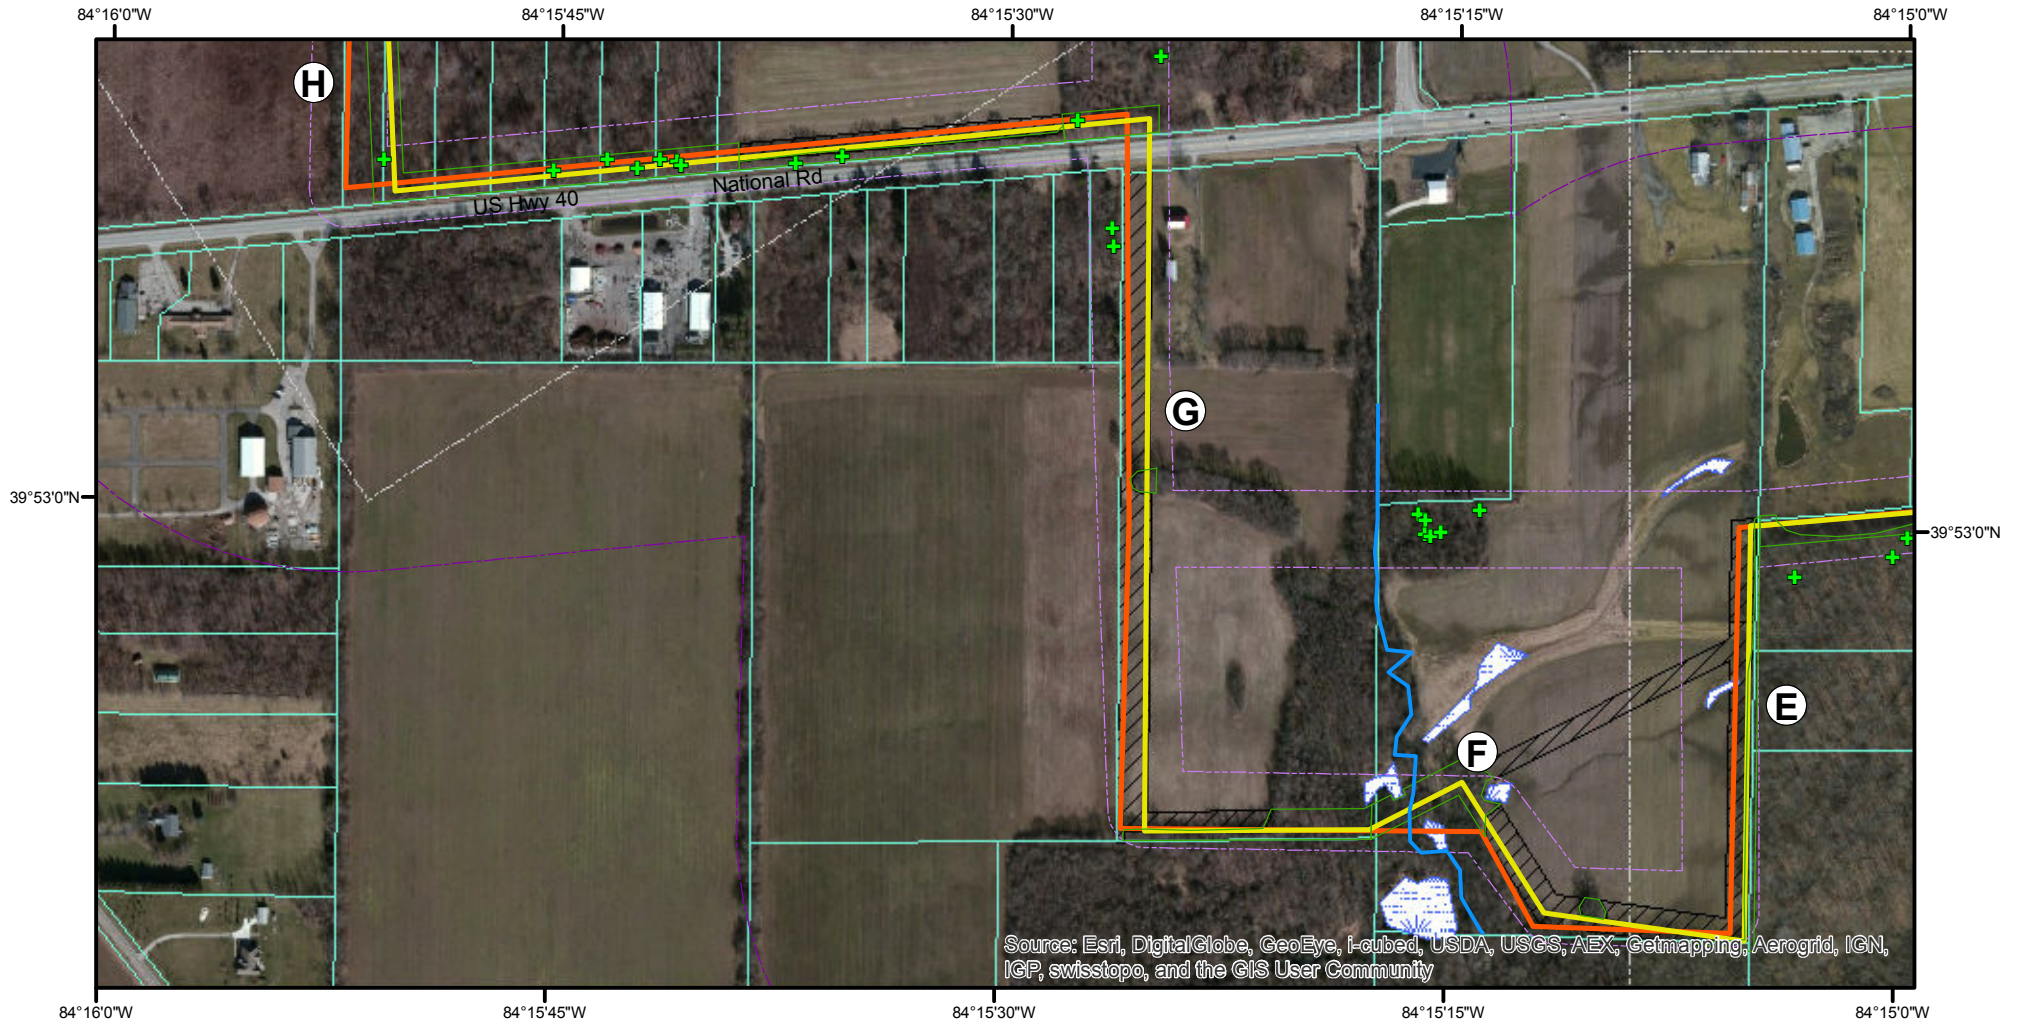 84°16'0"W
84°15'45"W
84°15'30"W
84°15'15"W
84°15'0"W
H
National Rd
US Hwy 40
G
39°53'0"N
39°53'0"N
E
F
Source: Esri, DigitalGlobe, GeoEye, i-cubed, USDA, USGS, AEX, Getmapping, Aerogrid, IGN,
IGP, swisstopo, and the GIS User Community
84°16'0"W
84°15'45"W
84°15'30"W
84°15'15"W
84°15'0"W